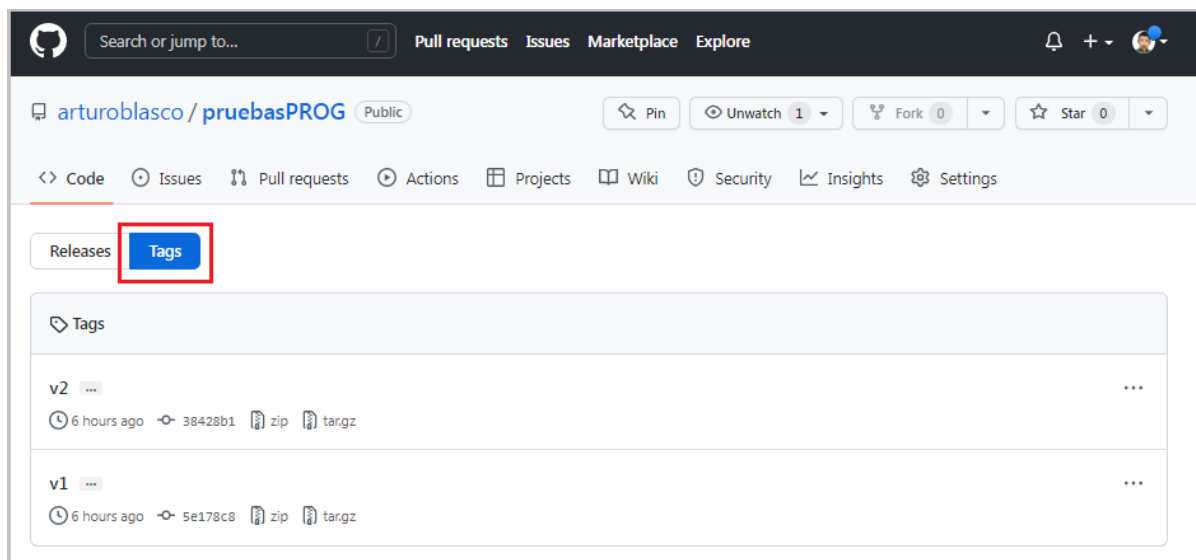 Search or jump to... / Pull requests Issues Marketplace Explore
arturoblasco / pruebasPROG Public Pin Unwatch 1 Fork 0 Star 0
Code Issues Pull requests Actions Projects Wiki Security Insights Settings
Releases Tags
Tags
v2 ...
6 hours ago 38428b1 zip tar.gz
v1 ...
6 hours ago 5e178c8 zip tar.gz